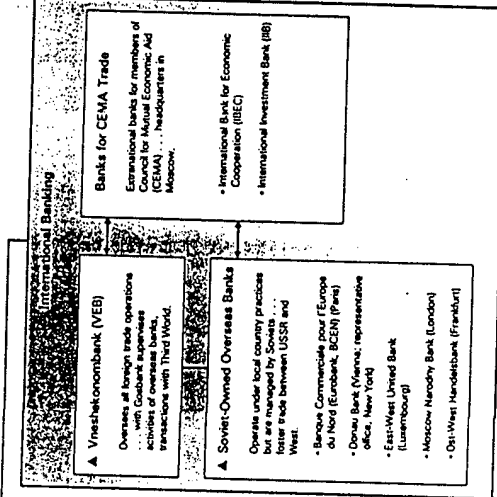 International Banking
▲ Vneshekonombank (VEB)
Oversees all foreign trade operations
. . . . with Gosbank supervises
activities of overseas banks,
transactions with Third World.
Banks for CEMA Trade
Extranational banks for members of
Council for Mutual Economic Aid
(CEMA) . . . headquarters in
Moscow.
• International Bank for Economic
Cooperation (IBEC)
• International Investment Bank (IIB)
▲ Soviet-Owned Overseas Banks
Operate under local country practices
but are managed by Soviets . . . .
foster trade between USSR and
West.
• Banque Commerciale pour l'Europe
du Nord (Eurobank, BCEN) (Paris)
• Donau Bank (Vienna; representative
office, New York)
• East-West United Bank
(Luxembourg)
• Moscow Narodny Bank (London)
• Ost-West Handelsbank (Frankfurt)